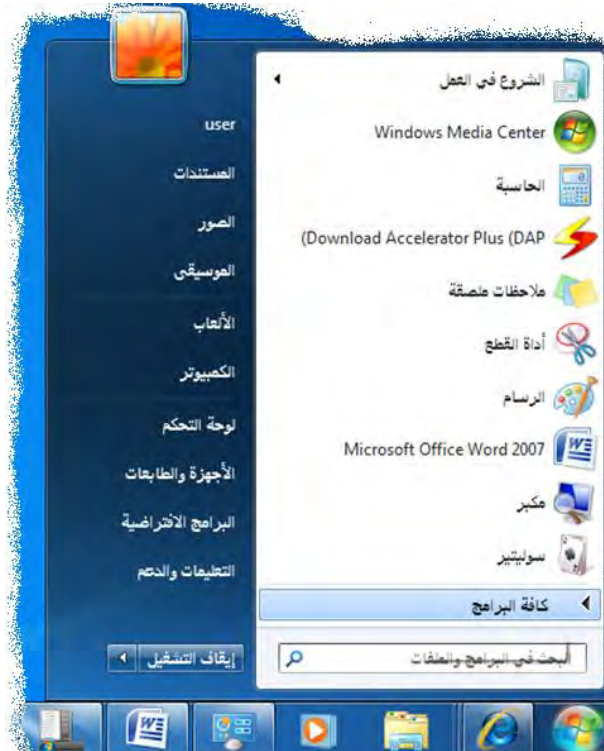 الشروع في العمل
Windows Media Center
الحاسبة
(Download Accelerator Plus (DAP
ملاحظات ملصقة
أداة القطع
الرسام
Microsoft Office Word 2007
مكبر
سوليتير
كافة البرامج
البحث في البرامج والملفات
user
المستندات
الصور
الموسيقى
الألعاب
الكمبيوتر
لوحة التحكم
الأجهزة والطابعات
البرامج الافتراضية
التعليمات والدعم
إيقاف التشغيل